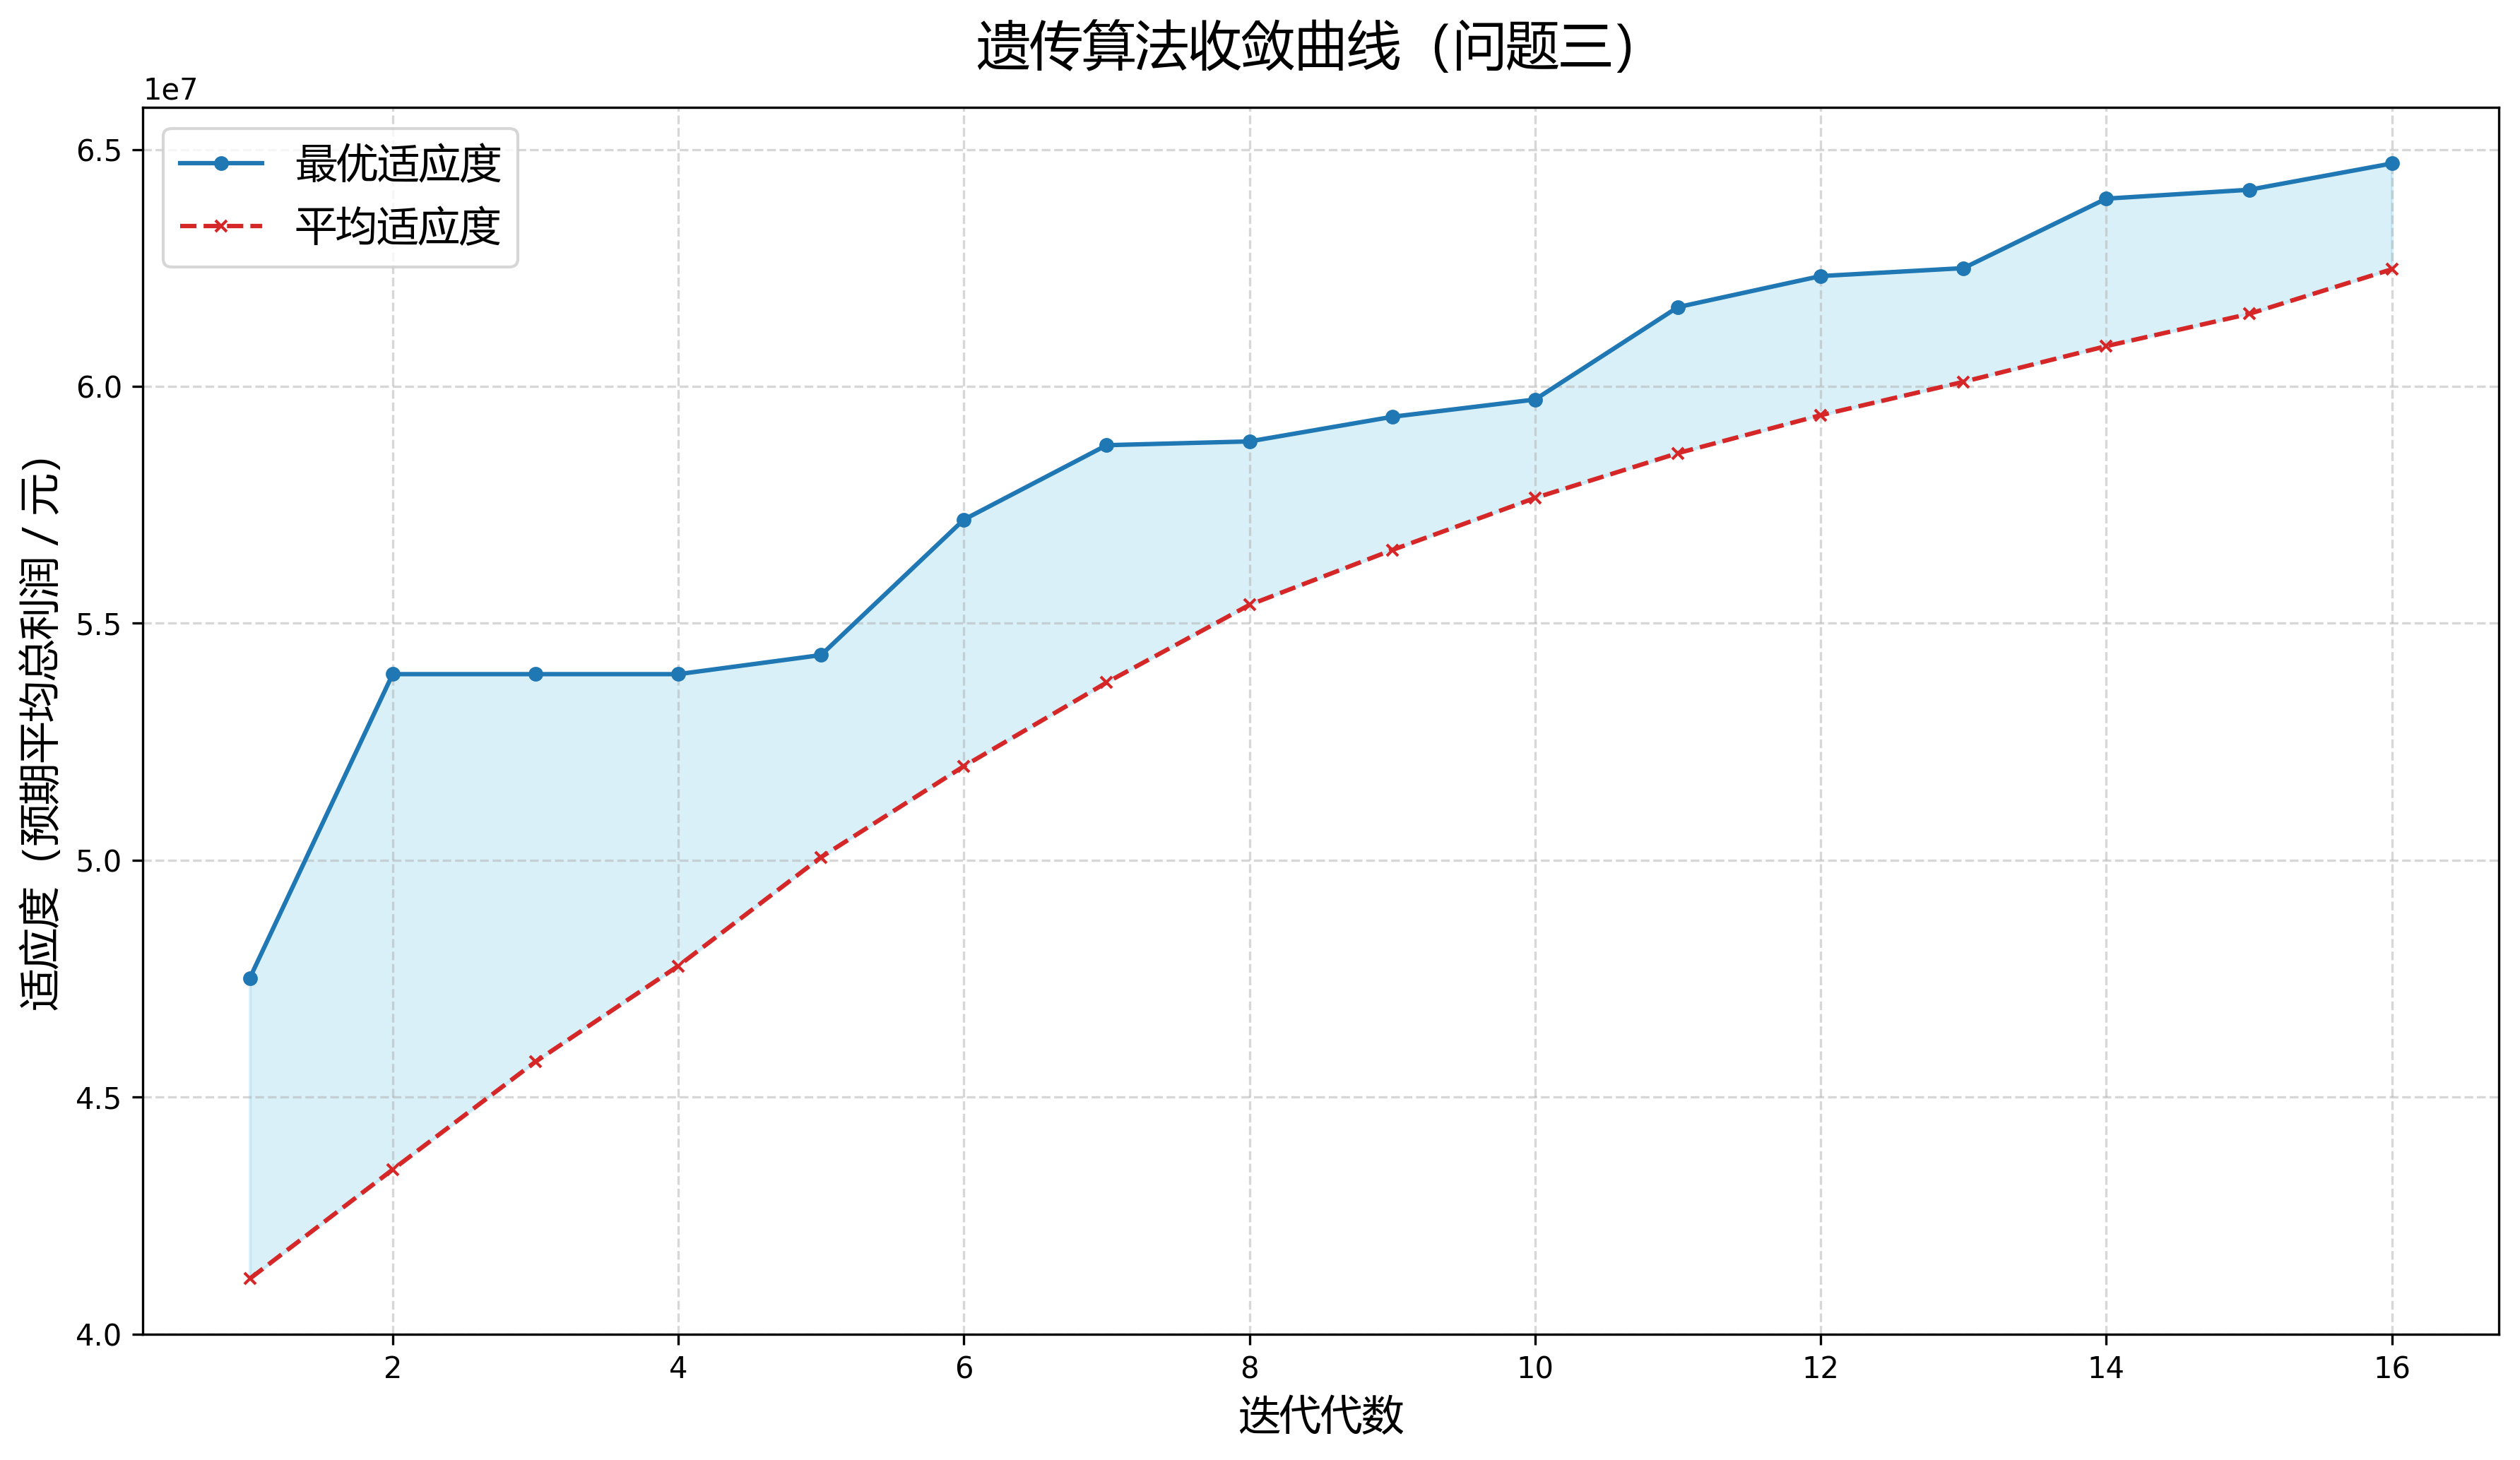 遗传算法收敛曲线（问题三）
1e7
最优适应度
平均适应度
6.5
6.0
5.5
5.0
4.5
4.0
适应度（预期平均总利润 / 元）
2 4 6 8 10 12 14 16
迭代代数